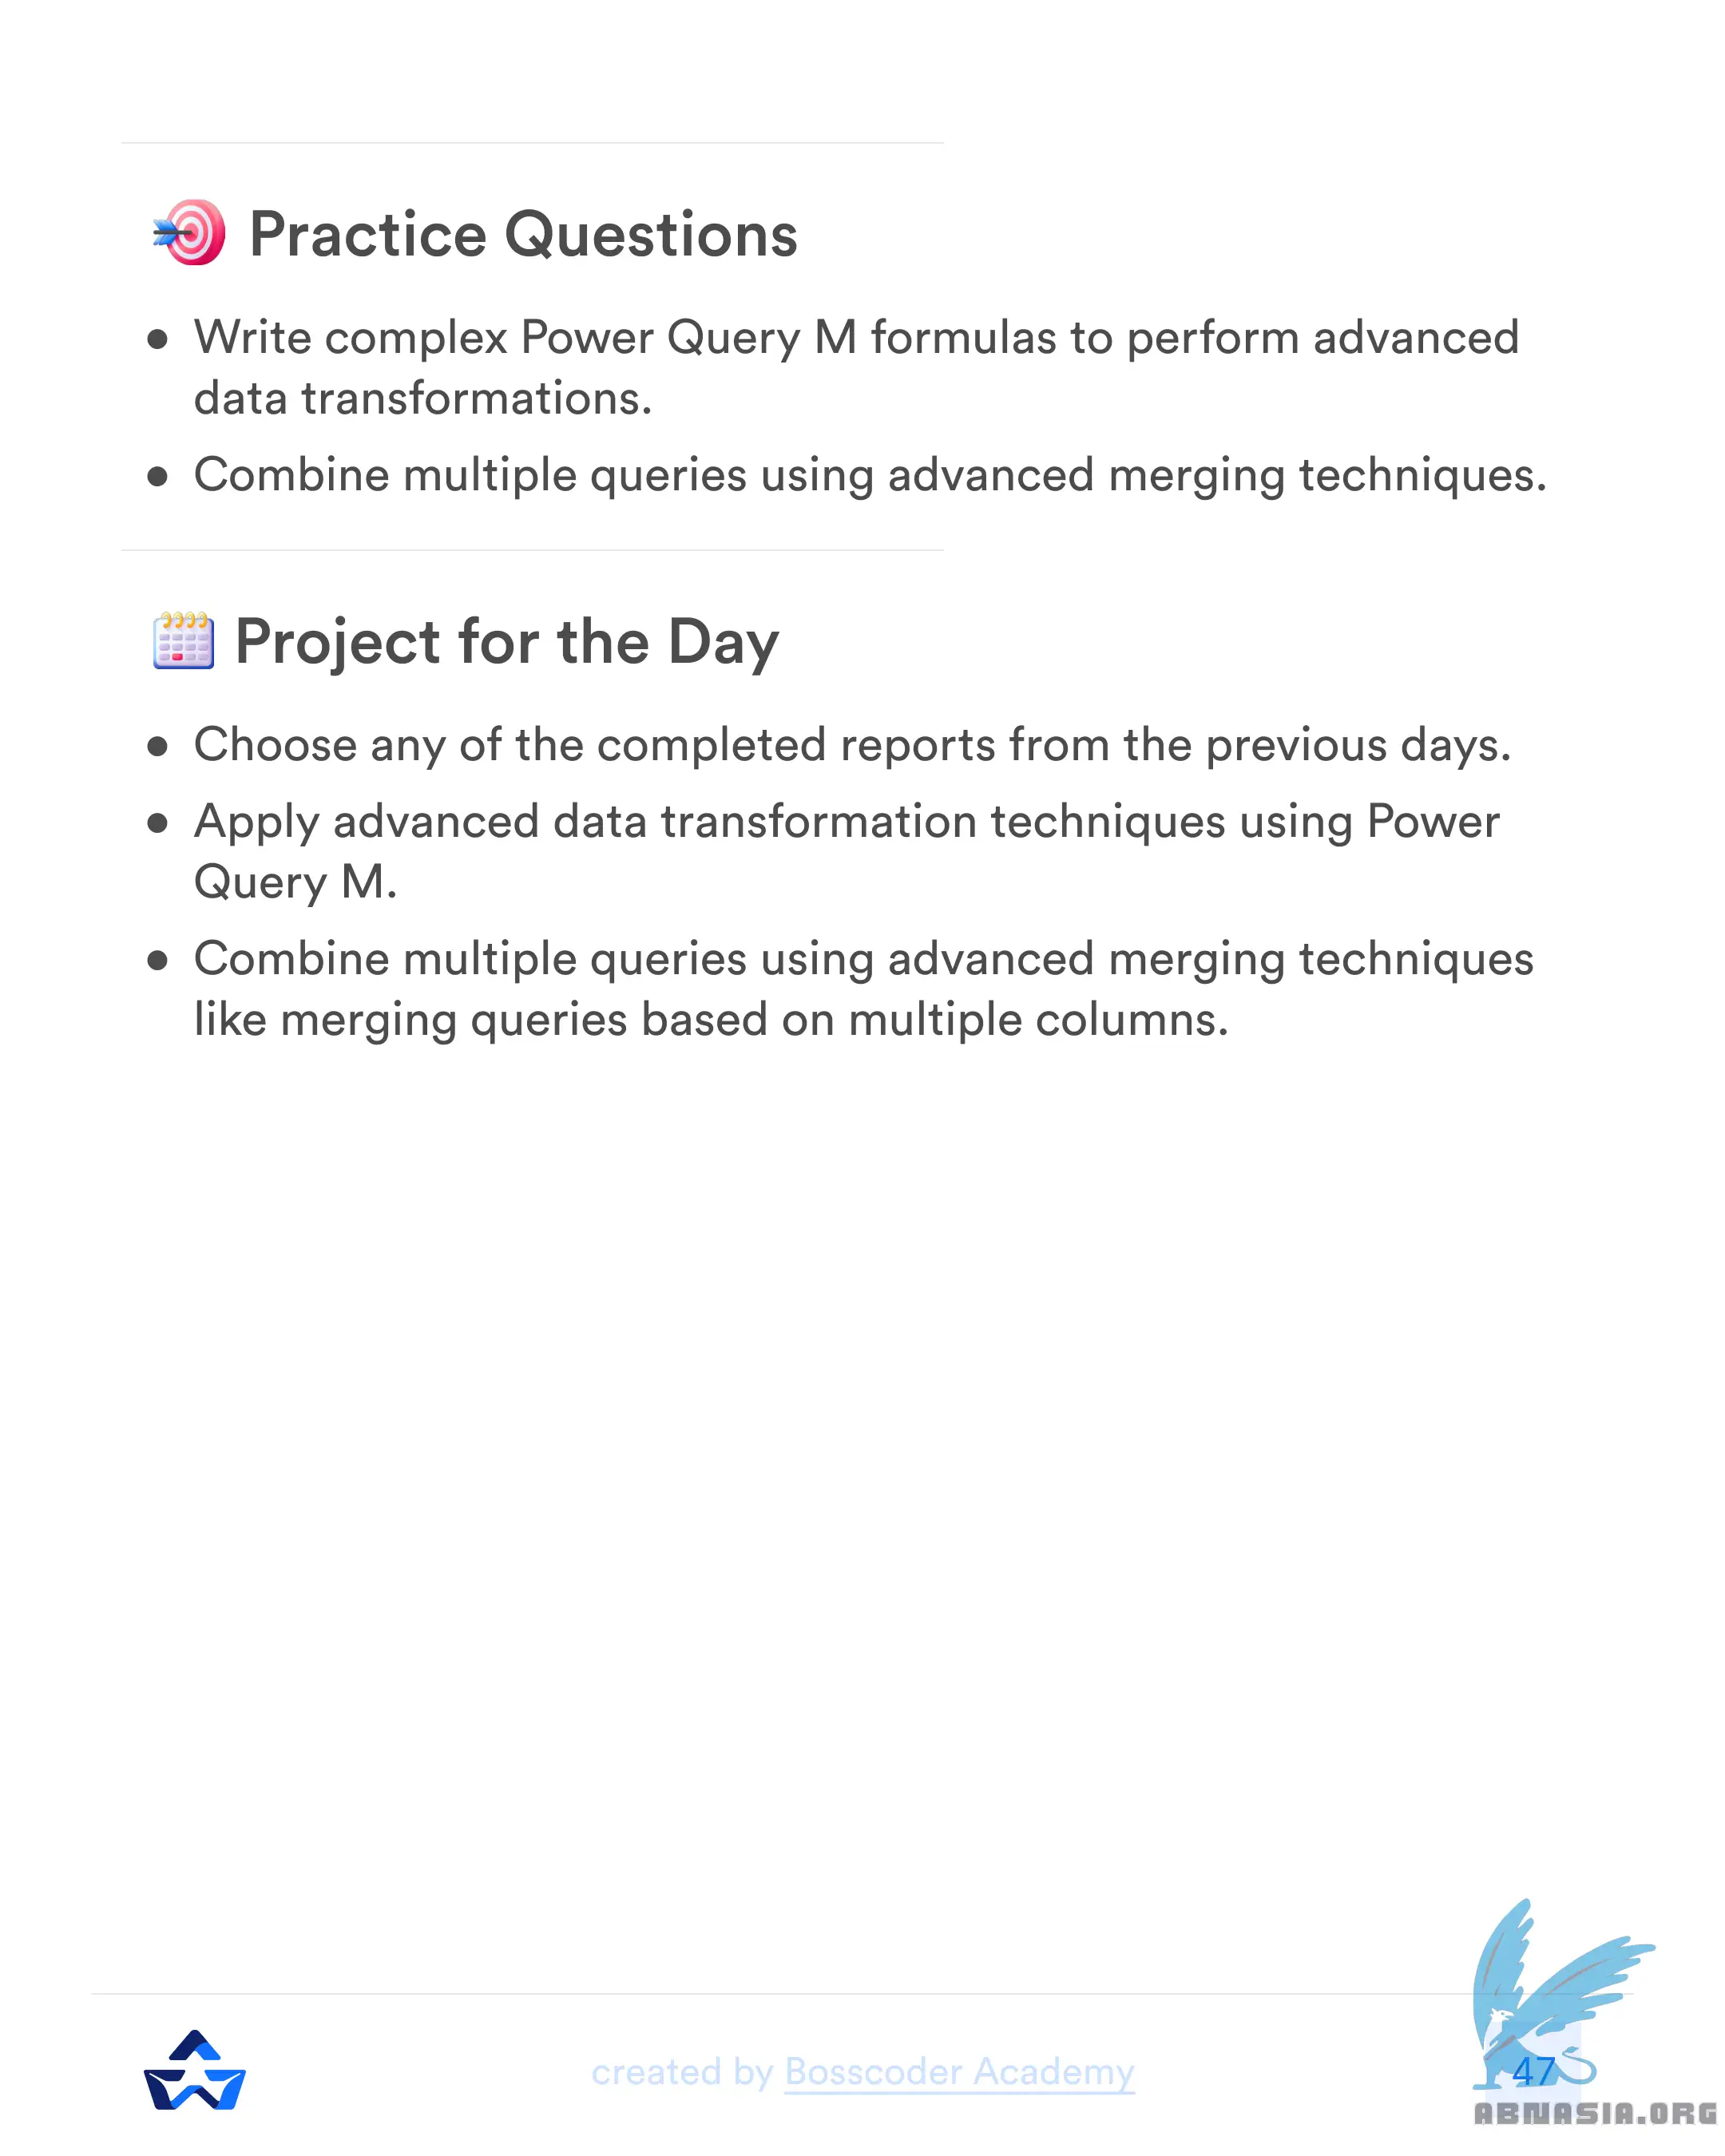 Practice Questions
● Write complex Power Query M formulas to perform advanced
data transformations.
● Combine multiple queries using advanced merging techniques.
Project for the Day
● Choose any of the completed reports from the previous days.
● Apply advanced data transformation techniques using Power
Query M.
● Combine multiple queries using advanced merging techniques
like merging queries based on multiple columns.
created by Bosscoder Academy
47
ABNASIA.ORG